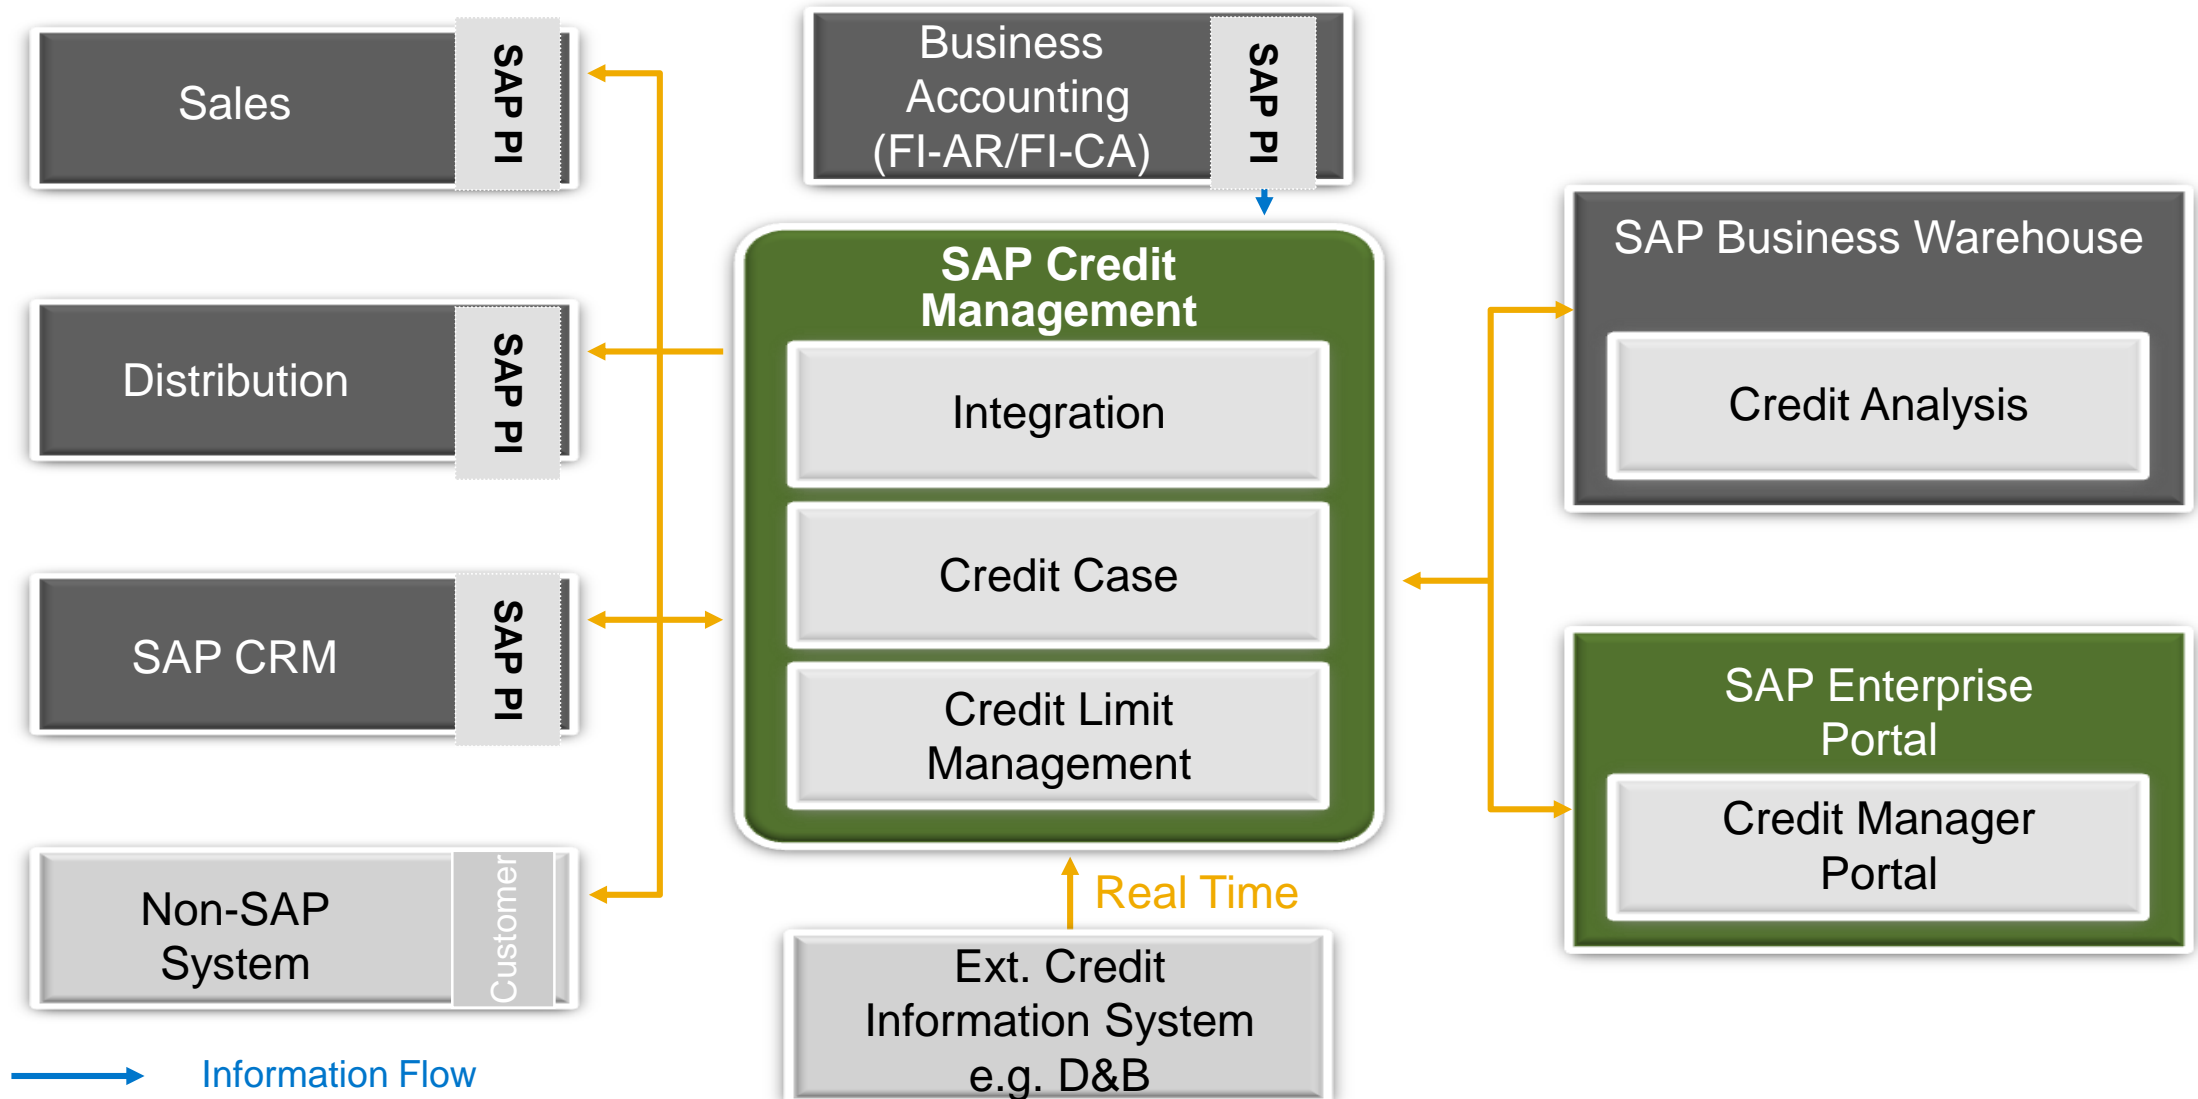 Sales
SAP PI
Business
Accounting
(FI-AR/FI-CA)
SAP PI
SAP Business Warehouse
Credit Analysis
SAP Credit
Management
Integration
Credit Case
Credit Limit
Management
Distribution
SAP PI
SAP CRM
SAP PI
SAP Enterprise
Portal
Credit Manager
Portal
Non-SAP
System
Customer
Real Time
Ext. Credit
Information System
e.g. D&B
Information Flow